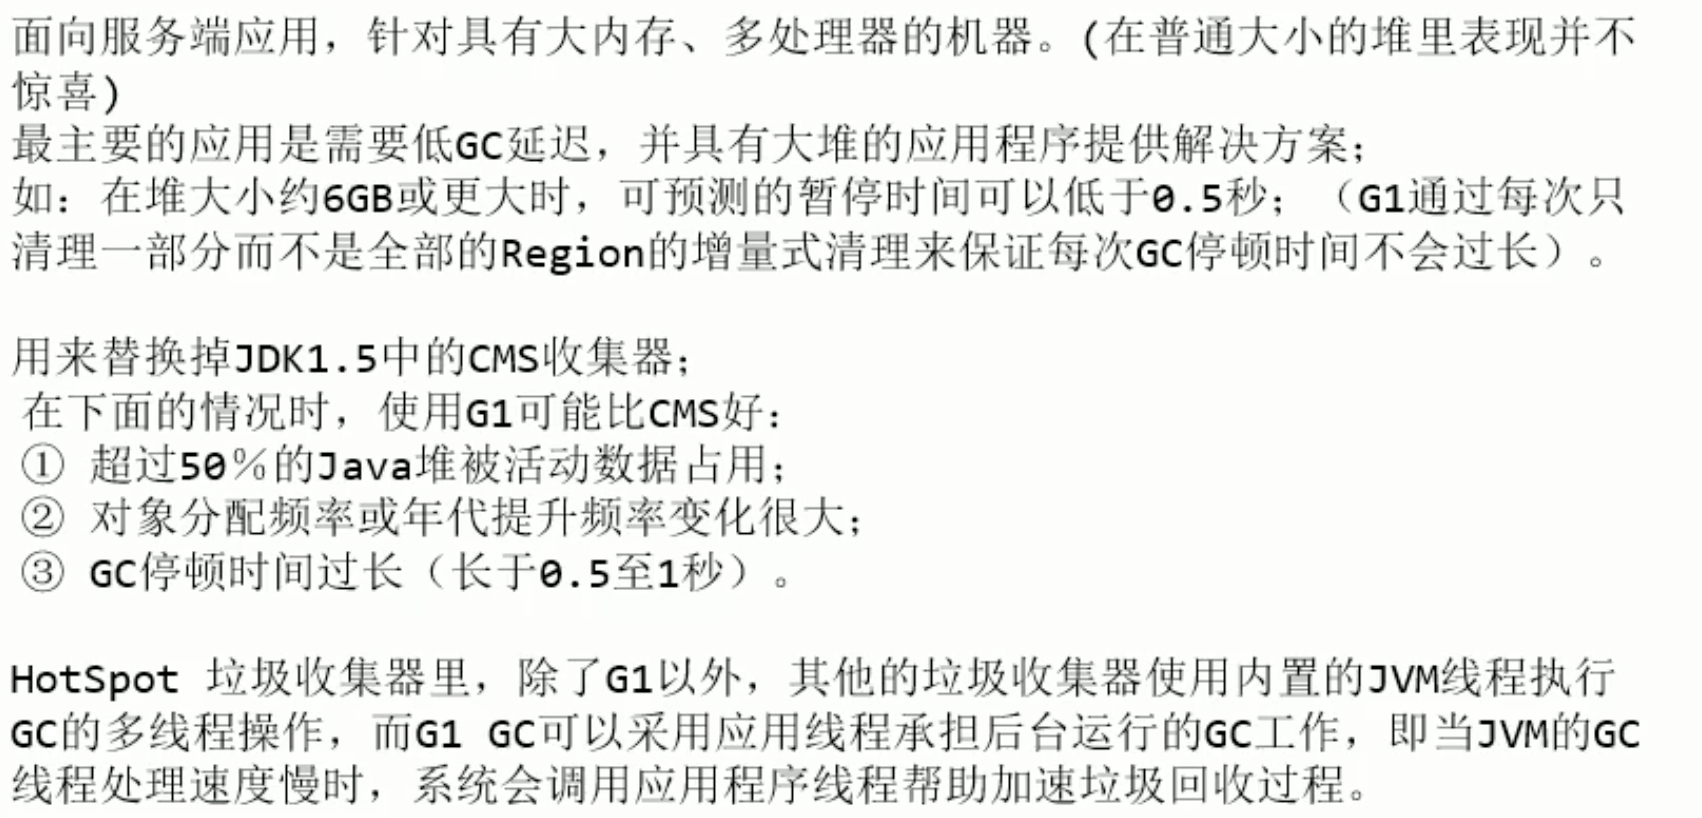 面向服务端应用，针对具有大内存、多处理器的机器。(在普通大小的堆里表现并不
惊喜)
最主要的应用是需要低GC延迟，并具有大堆的应用程序提供解决方案；
如：在堆大小约6GB或更大时，可预测的暂停时间可以低于0.5秒；（G1通过每次只
清理一部分而不是全部的Region的增量式清理来保证每次GC停顿时间不会过长）。
用来替换掉JDK1.5中的CMS收集器；
在下面的情况时，使用G1可能比CMS好：
① 超过50％的Java堆被活动数据占用；
② 对象分配频率或年代提升频率变化很大；
③ GC停顿时间过长（长于0.5至1秒）。
HotSpot 垃圾收集器里，除了G1以外，其他的垃圾收集器使用内置的JVM线程执行
GC的多线程操作，而G1 GC可以采用应用线程承担后台运行的GC工作，即当JVM的GC
线程处理速度慢时，系统会调用应用程序线程帮助加速垃圾回收过程。